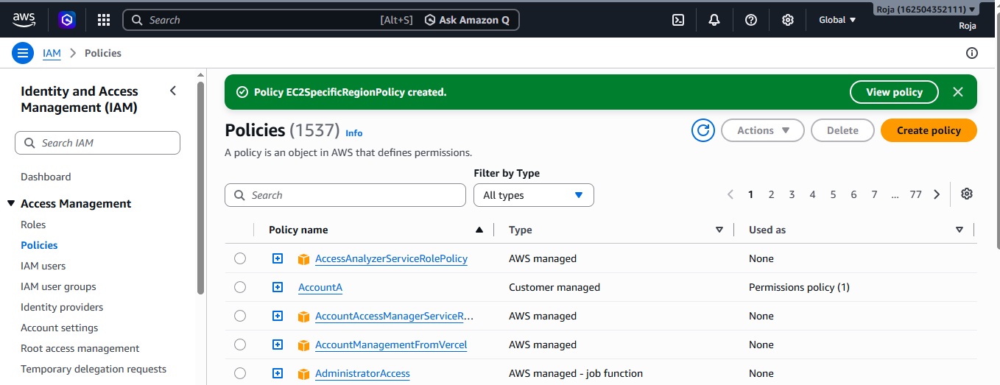 aws
Search [Alt+S] Ask Amazon Q
Global
Roja (162504352111)
Roja
IAM > Policies
Identity and Access
Management (IAM)
Search IAM
Dashboard
Access Management
Roles
Policies
IAM users
IAM user groups
Identity providers
Account settings
Root access management
Temporary delegation requests
Policy EC2SpecificRegionPolicy created.
View policy
Policies (1537) Info
Actions
Delete
Create policy
A policy is an object in AWS that defines permissions.
Filter by Type
Search
All types
1 2 3 4 5 6 7 ... 77
Policy name Type Used as
AccessAnalyzerServiceRolePolicy AWS managed None
AccountA Customer managed Permissions policy (1)
AccountAccessManagerServiceR... AWS managed None
AccountManagementFromVercel AWS managed None
AdministratorAccess AWS managed - job function None